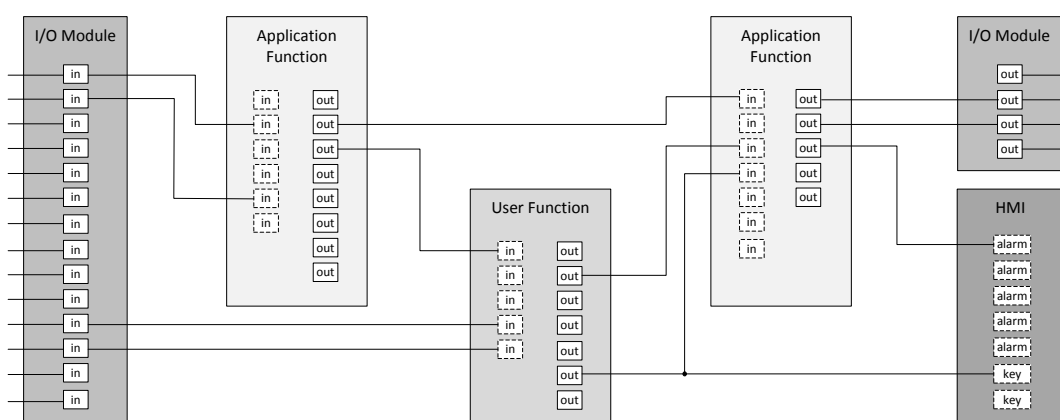 I/O Module
in
in
in
in
in
in
in
in
in
in
in
in
in
in
Application
Function
in
in
in
in
in
in
out
out
out
out
out
out
out
out
User Function
in
in
in
in
in
out
out
out
out
out
out
out
Application
Function
in
in
in
in
in
in
in
out
out
out
out
out
I/O Module
out
out
out
out
HMI
alarm
alarm
alarm
alarm
alarm
key
key